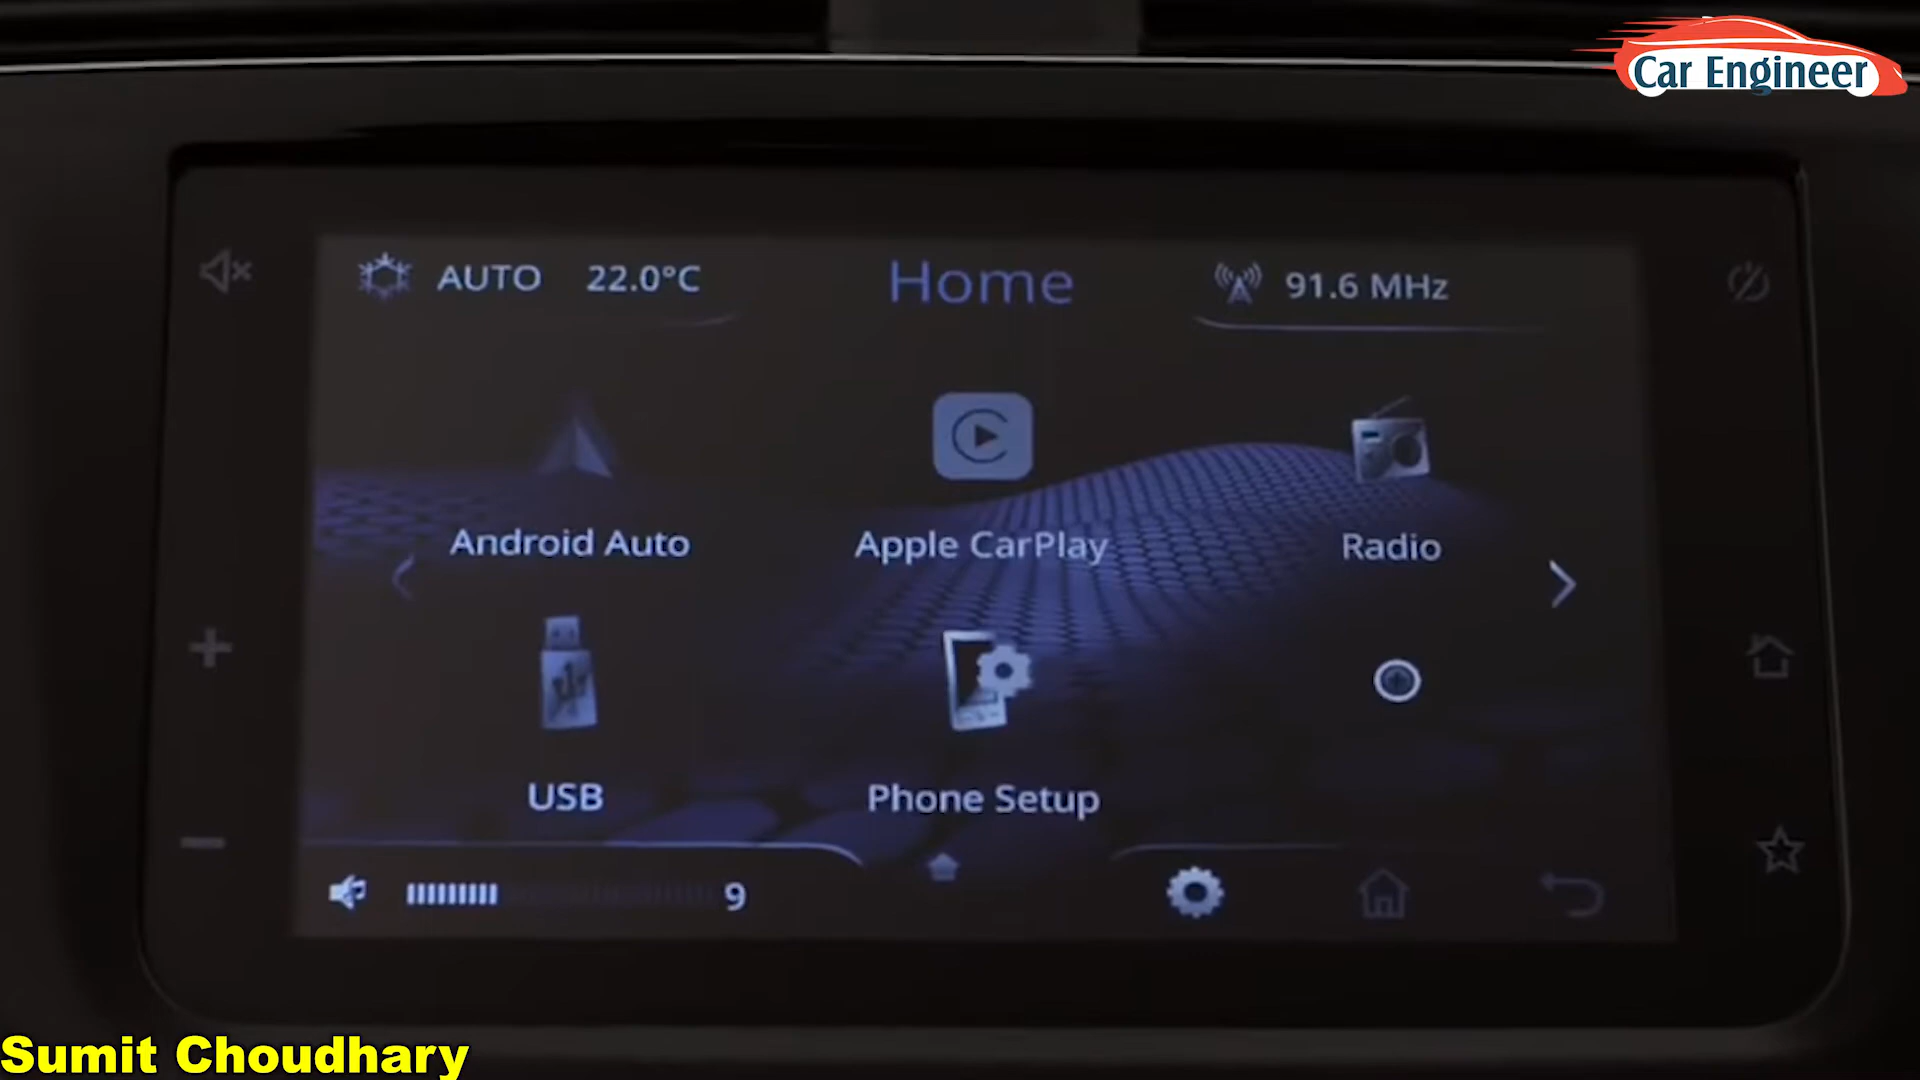 Car Engineer
AUTO 22.0°C
Home
91.6 MHz
Android Auto
Apple CarPlay
Radio
USB
Phone Setup
9
Sumit Choudhary